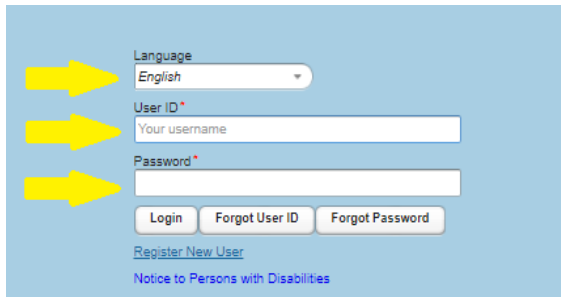 Language
English
User ID*
Your username
Password*
Login Forgot User ID Forgot Password
Register New User
Notice to Persons with Disabilities